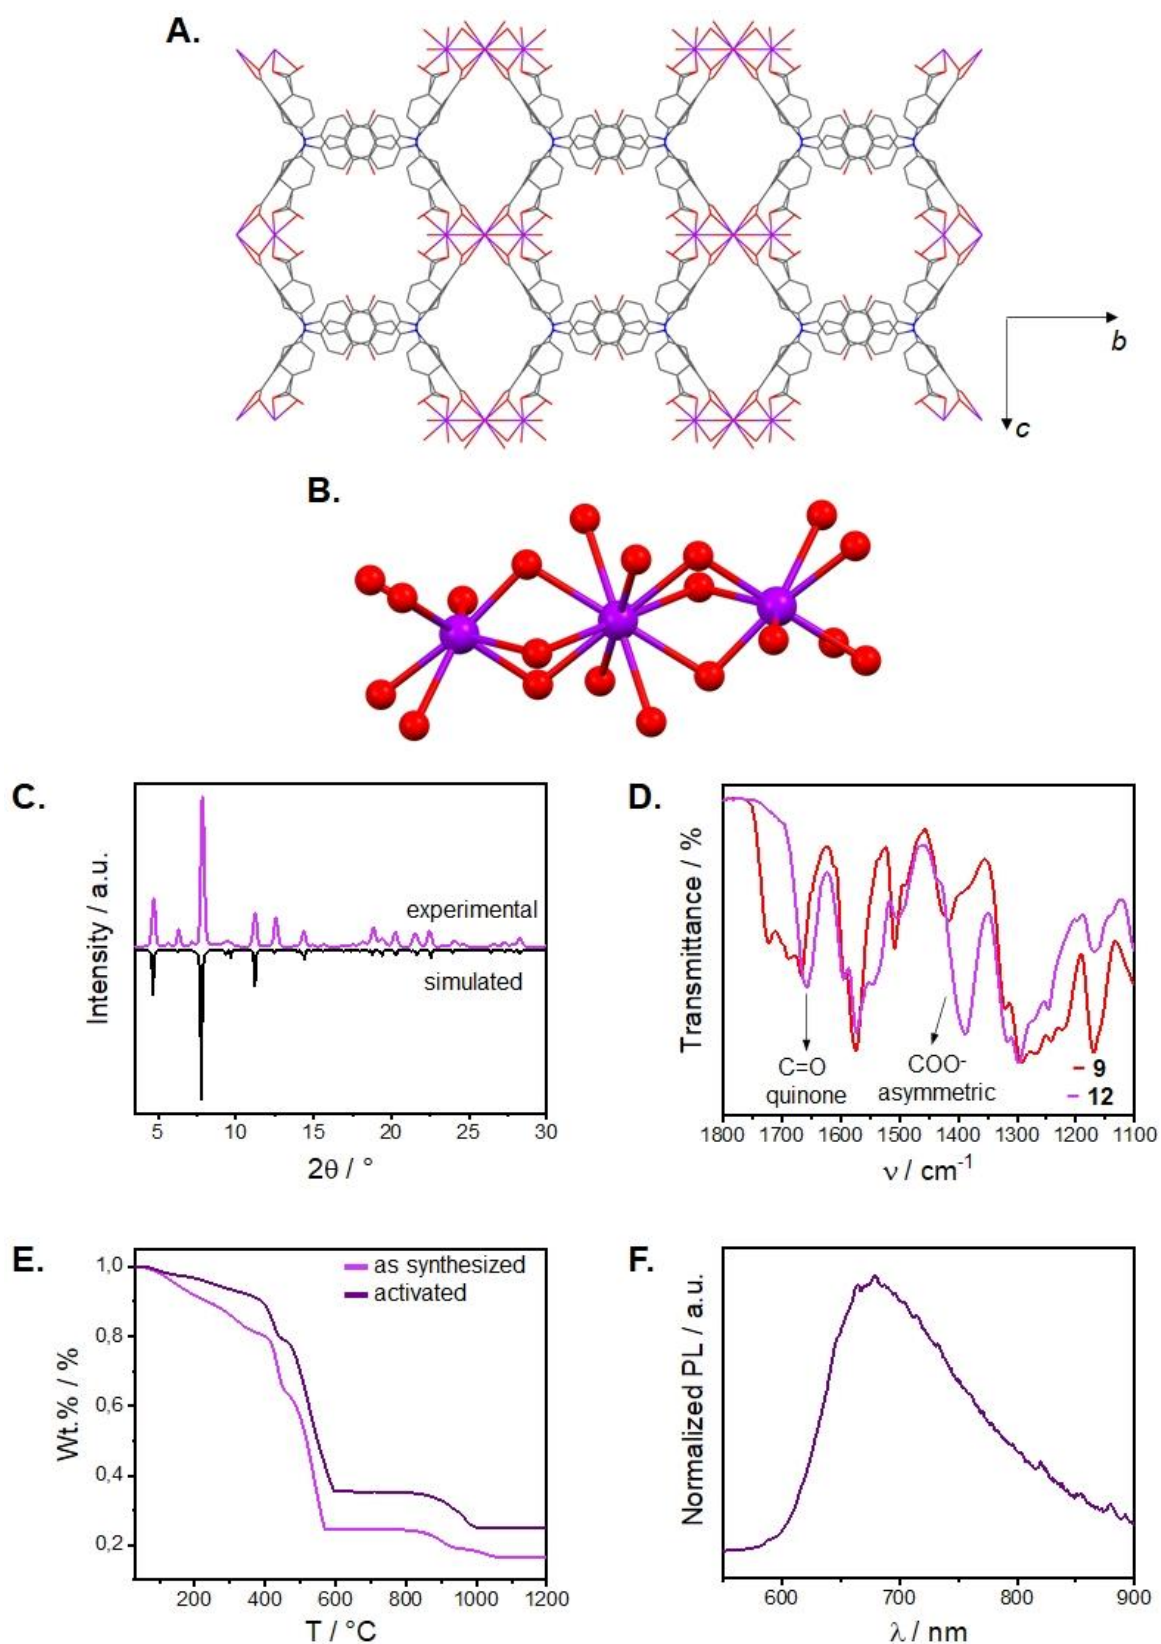 A.
b
c
B.
C.
Intensity / a.u.
experimental
simulated
5 10 15 20 25 30
2θ / °
D.
Transmittance / %
C=O
quinone
COO-
asymmetric
9
12
1800 1700 1600 1500 1400 1300 1200 1100
ν / cm-1
E.
Wt.% / %
1,0
0,8
0,6
0,4
0,2
as synthesized
activated
200 400 600 800 1000 1200
T / °C
F.
Normalized PL / a.u.
600 700 800 900
λ / nm